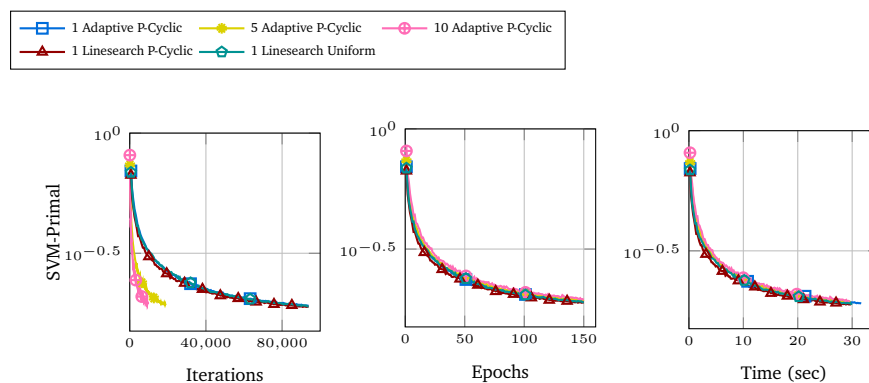 1 Adaptive P-Cyclic 5 Adaptive P-Cyclic 10 Adaptive P-Cyclic
1 Linesearch P-Cyclic 1 Linesearch Uniform
SVM-Primal
10^0
10^−0.5
0 40,000 80,000
Iterations
10^0
10^−0.5
0 50 100 150
Epochs
10^0
10^−0.5
0 10 20 30
Time (sec)